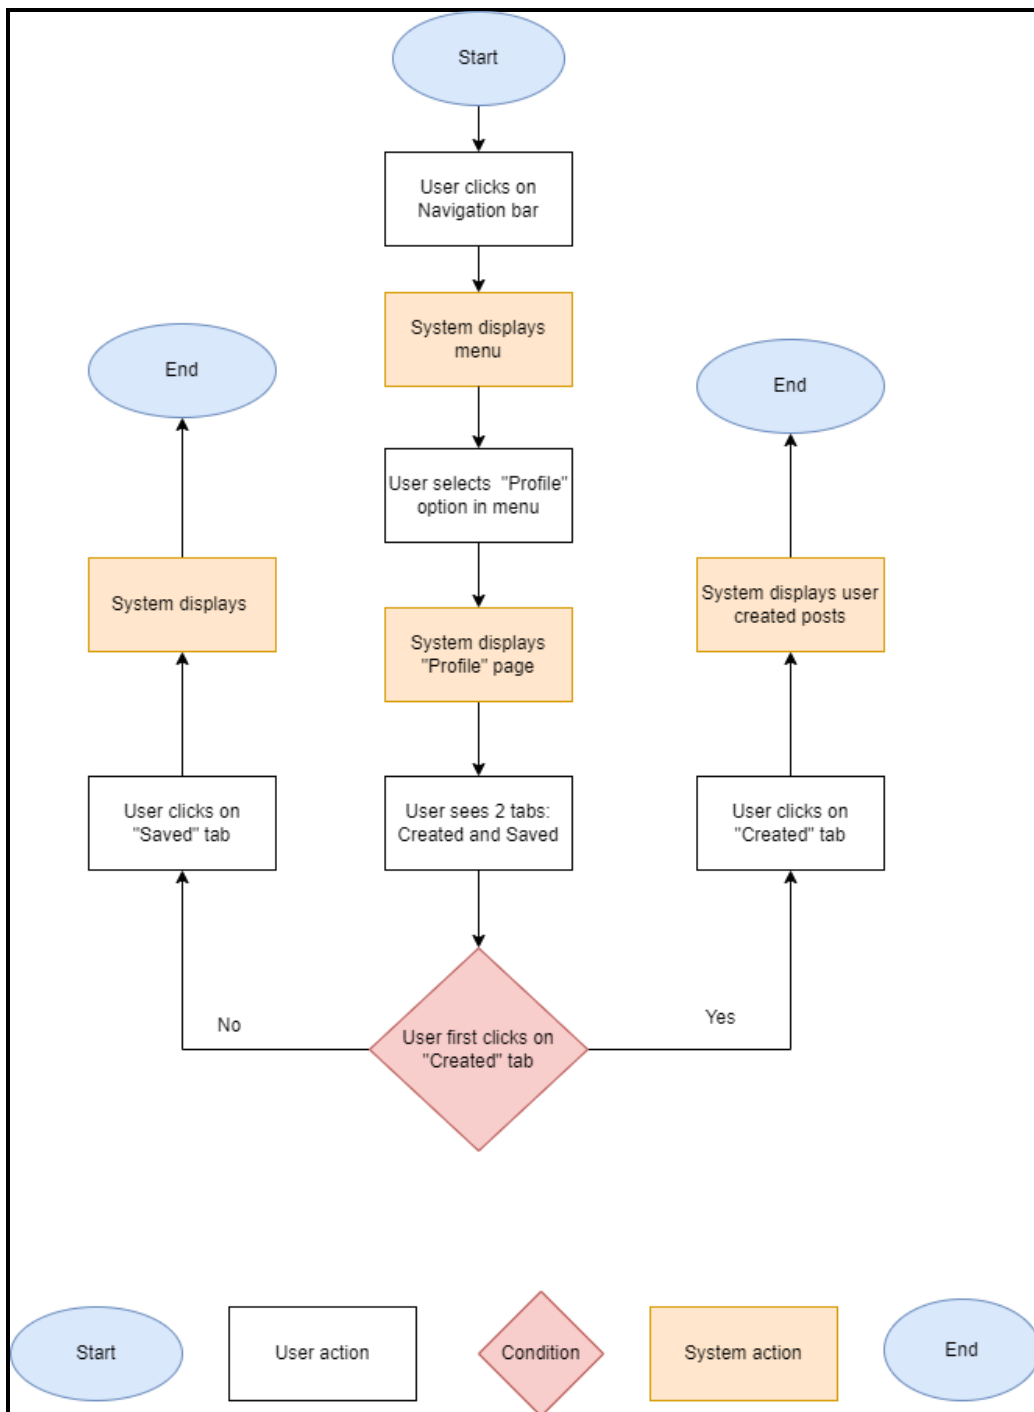 Start
User clicks on
Navigation bar
System displays
menu
End
End
User selects "Profile"
option in menu
System displays
System displays
"Profile" page
System displays user
created posts
User clicks on
"Saved" tab
User sees 2 tabs:
Created and Saved
User clicks on
"Created" tab
No
User first clicks on
"Created" tab
Yes
Start
User action
Condition
System action
End